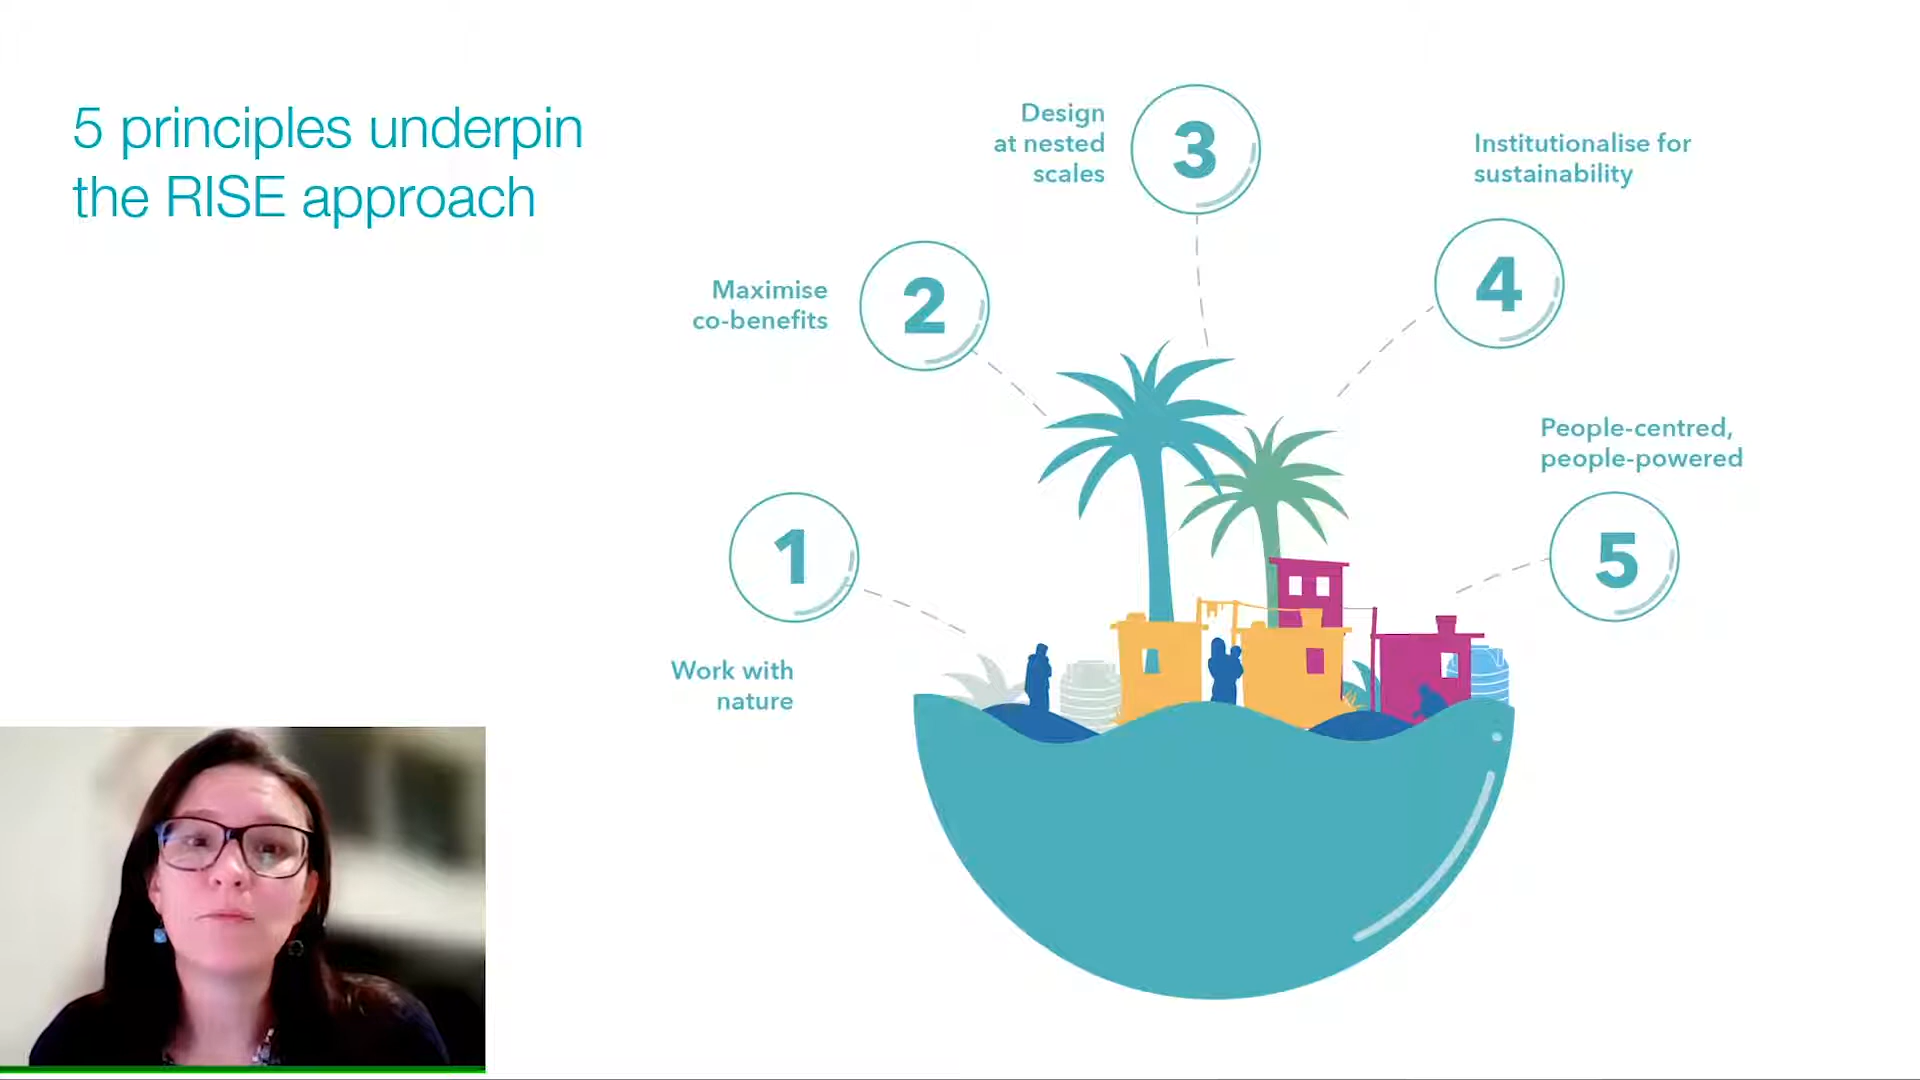 5 principles underpin
the RISE approach
1
Work with
nature
2
Maximise
co-benefits
3
Design
at nested
scales
4
Institutionalise for
sustainability
5
People-centred,
people-powered